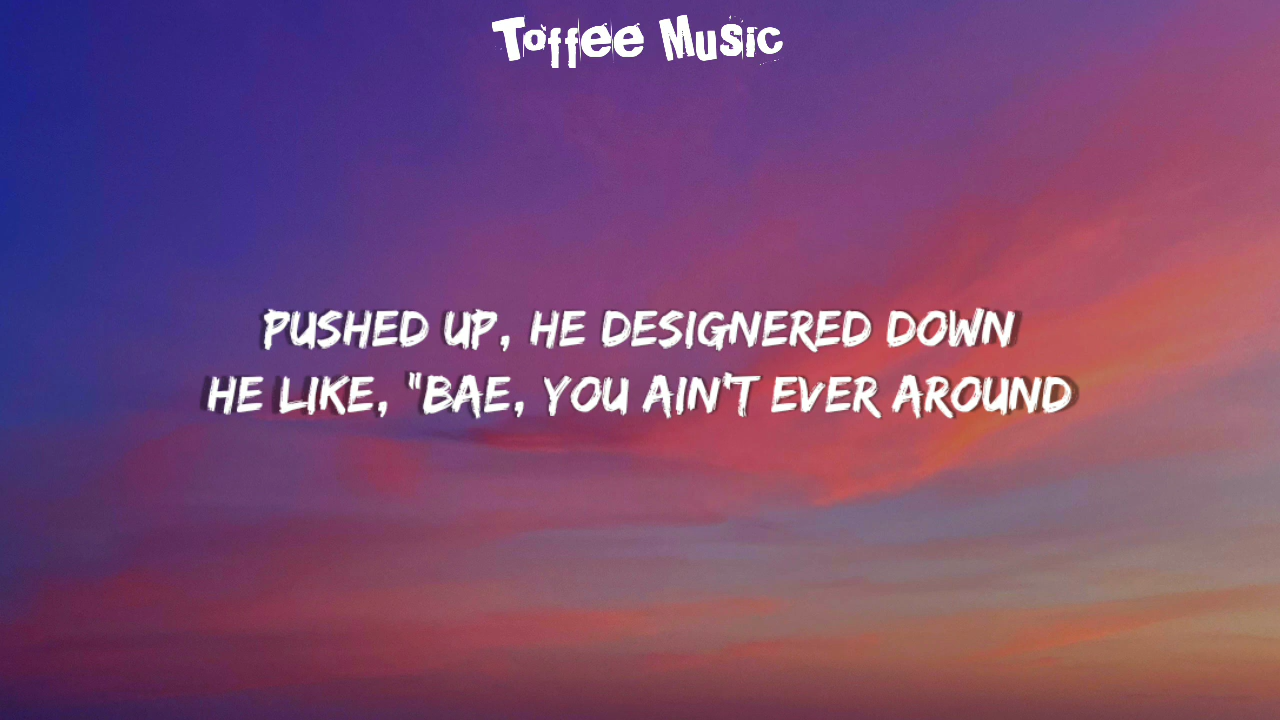 Toffee Music
PUSHED UP, HE DESIGNERED DOWN
HE LIKE, "BAE, YOU AIN'T EVER AROUND